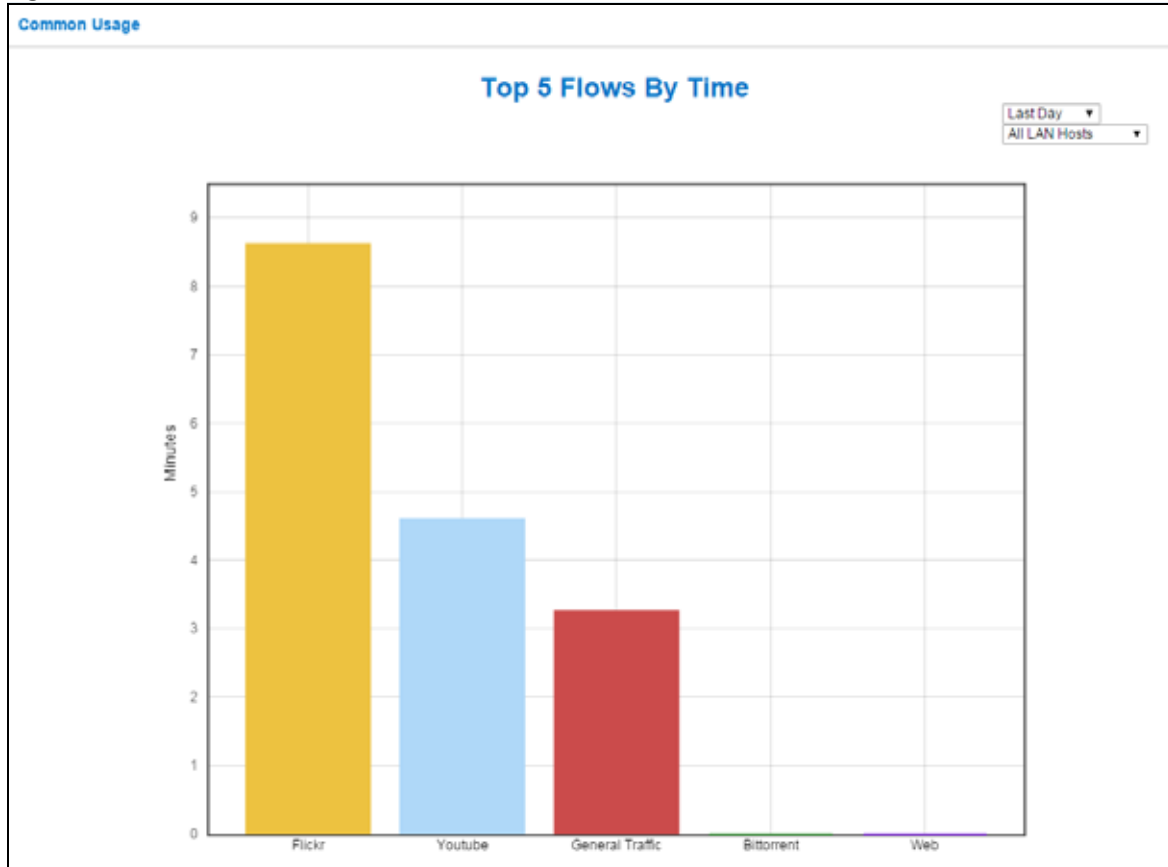 Common Usage
Top 5 Flows By Time
Last Day
All LAN Hosts
9
8
7
6
5
4
3
2
1
0
Minutes
Flickr
Youtube
General Traffic
Bittorrent
Web